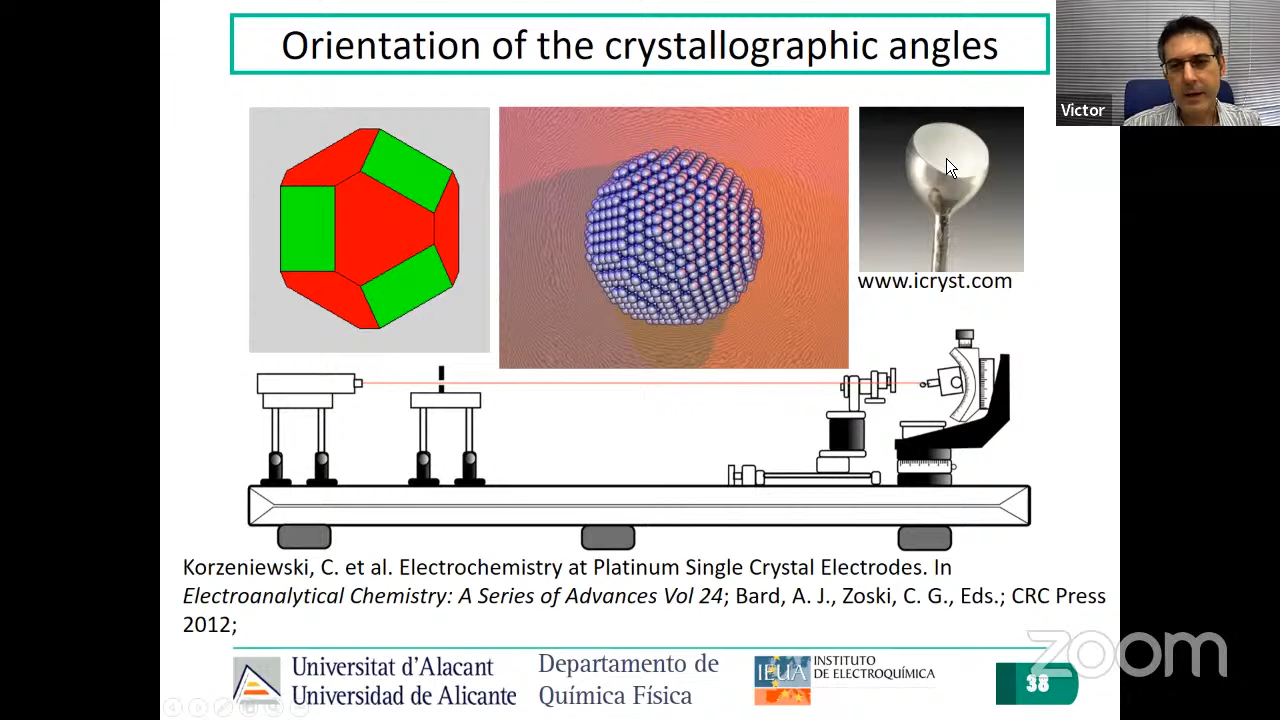 Orientation of the crystallographic angles
Victor
www.icryst.com
Korzeniewski, C. et al. Electrochemistry at Platinum Single Crystal Electrodes. In
Electroanalytical Chemistry: A Series of Advances Vol 24; Bard, A. J., Zoski, C. G., Eds.; CRC Press
2012;
Universitat d'Alacant
Universidad de Alicante
Departamento de
Química Física
IEUA
INSTITUTO
DE ELECTROQUÍMICA
38
zoom